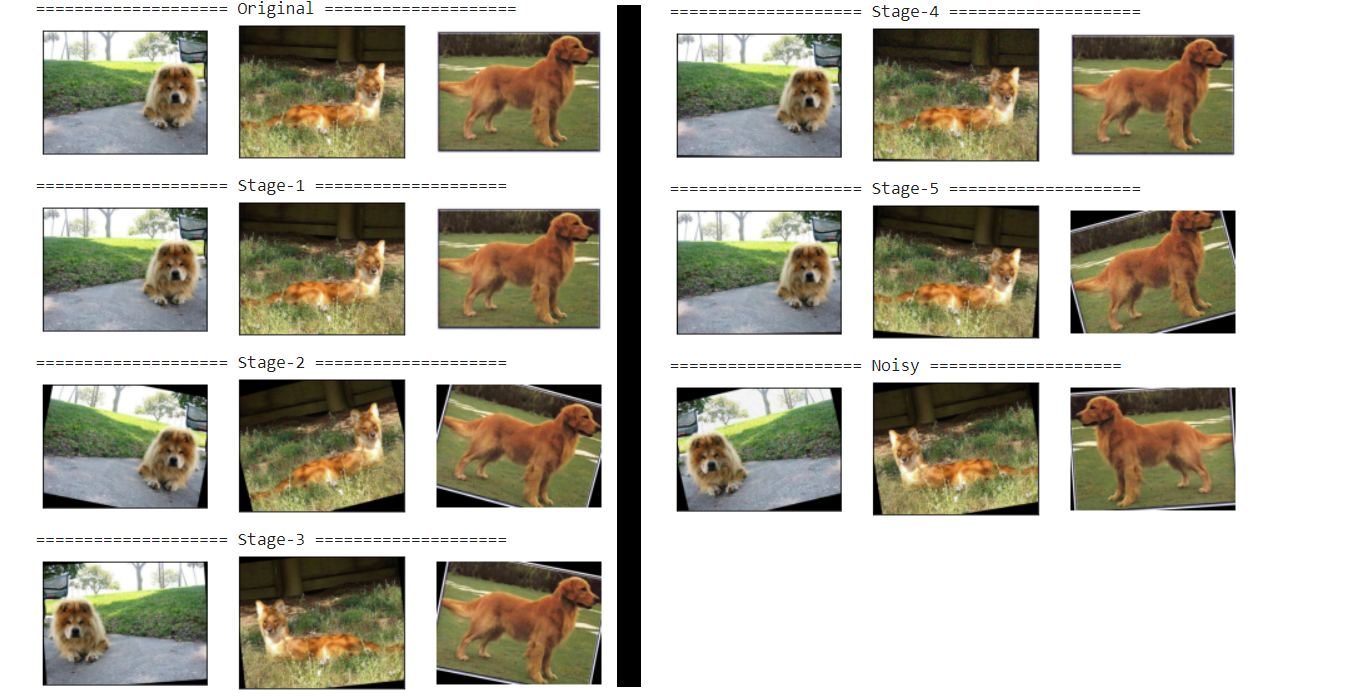 ==================== Original ====================
==================== Stage-1 ====================
==================== Stage-2 ====================
==================== Stage-3 ====================
==================== Stage-4 ====================
==================== Stage-5 ====================
==================== Noisy ====================